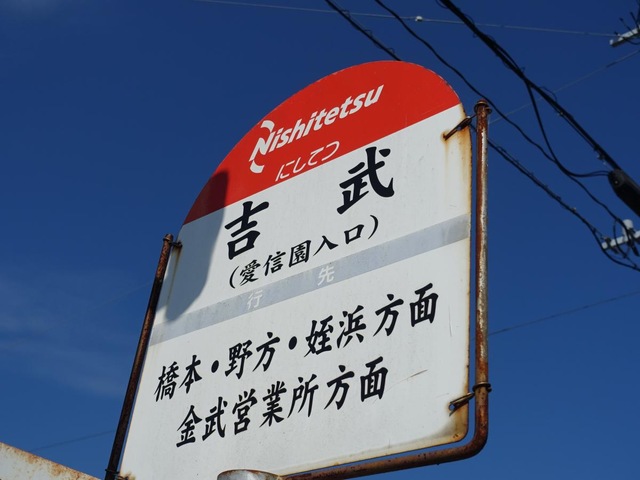 Nishitetsu
にしてつ
吉武
(愛信園入口)
行先
橋本・野方・姪浜方面
金武営業所方面